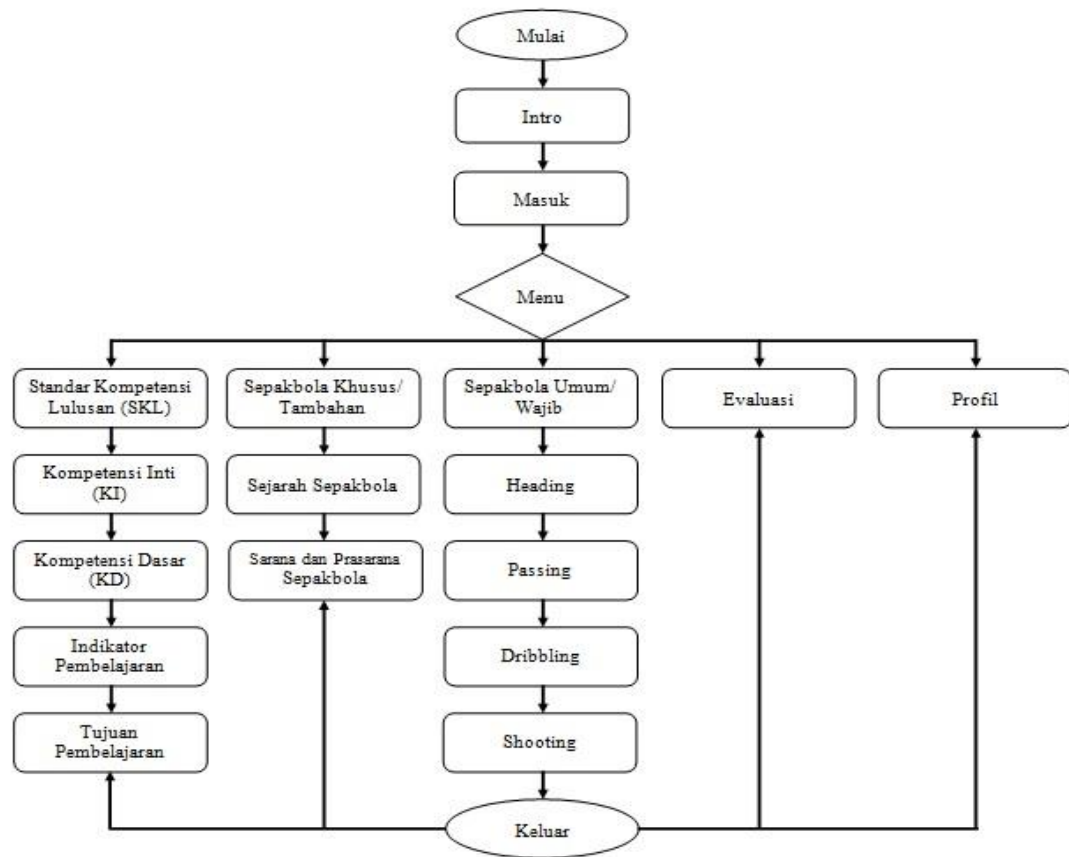 Mulai
Intro
Masuk
Menu
Standar Kompetensi
Lulusan (SKL)
Kompetensi Inti
(KI)
Kompetensi Dasar
(KD)
Indikator
Pembelajaran
Tujuan
Pembelajaran
Sepakbola Khusus/
Tambahan
Sejarah Sepakbola
Sarana dan Prasarana
Sepakbola
Sepakbola Umum/
Wajib
Heading
Passing
Dribbling
Shooting
Evaluasi
Profil
Keluar